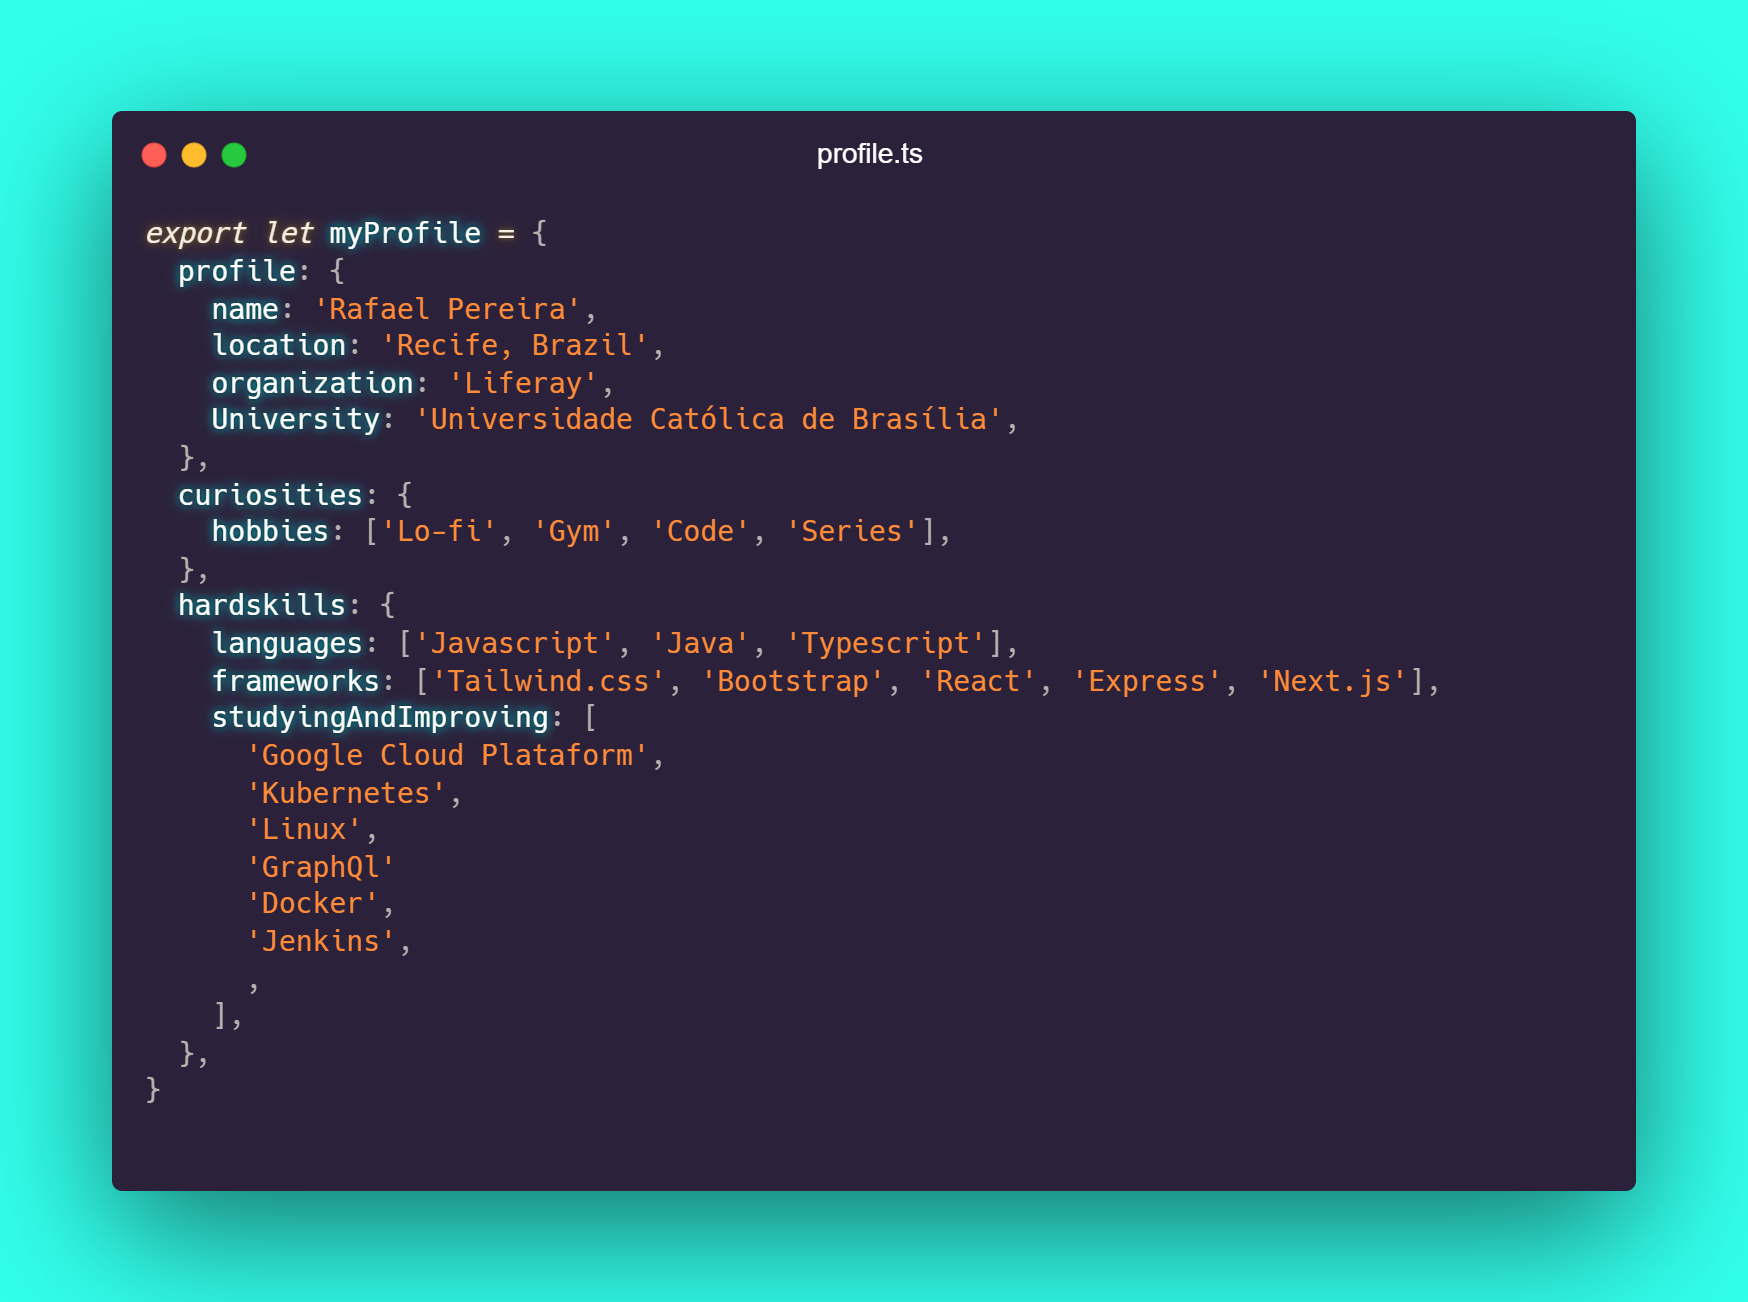 profile.ts
export let myProfile = {
  profile: {
    name: 'Rafael Pereira',
    location: 'Recife, Brazil',
    organization: 'Liferay',
    University: 'Universidade Católica de Brasília',
  },
  curiosities: {
    hobbies: ['Lo-fi', 'Gym', 'Code', 'Series'],
  },
  hardskills: {
    languages: ['Javascript', 'Java', 'Typescript'],
    frameworks: ['Tailwind.css', 'Bootstrap', 'React', 'Express', 'Next.js'],
    studyingAndImproving: [
      'Google Cloud Plataform',
      'Kubernetes',
      'Linux',
      'GraphQl'
      'Docker',
      'Jenkins',
      ,
    ],
  },
}